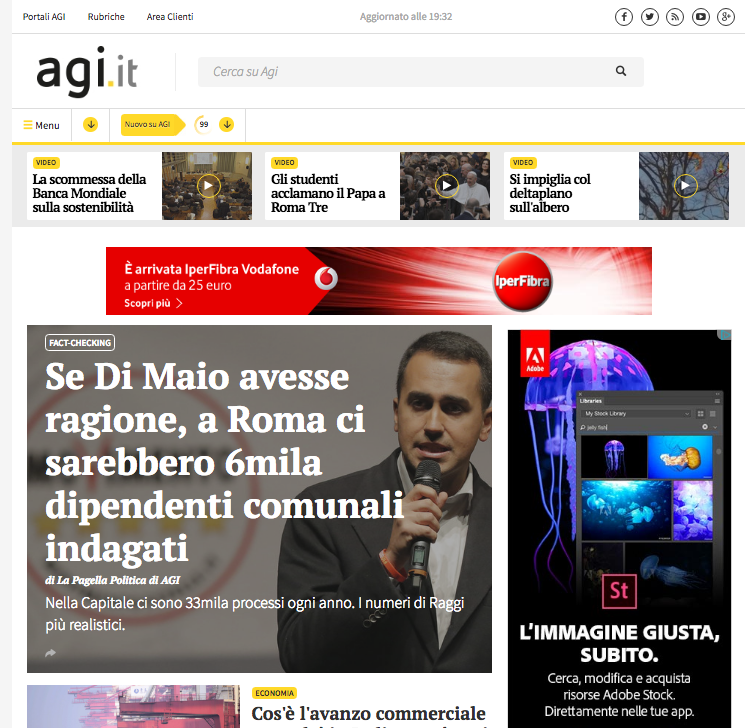 Portali AGI Rubriche Area Clienti Aggiornato alle 19:32
agi.it
Cerca su Agi
Menu Nuovo su AGI 99
VIDEO
La scommessa della
Banca Mondiale
sulla sostenibilità
VIDEO
Gli studenti
acclamano il Papa a
Roma Tre
VIDEO
Si impiglia col
deltaplano
sull'albero
È arrivata IperFibra Vodafone
a partire da 25 euro
Scopri più >
IperFibra
FACT-CHECKING
Se Di Maio avesse
ragione, a Roma ci
sarebbero 6mila
dipendenti comunali
indagati
di La Pagella Politica di AGI
Nella Capitale ci sono 33mila processi ogni anno. I numeri di Raggi
più realistici.
Adobe
Libraries
My Stock Library
jelly fish
St
L'IMMAGINE GIUSTA,
SUBITO.
Cerca, modifica e acquista
risorse Adobe Stock.
Direttamente nelle tue app.
ECONOMIA
Cos'è l'avanzo commerciale